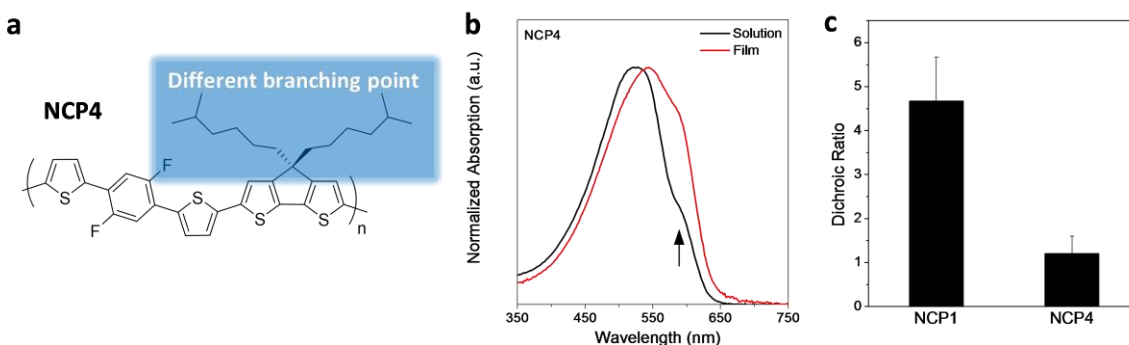 a
Different branching point
NCP4
F
S
S
F
S
S
n
b
NCP4
Solution
Film
Normalized Absorption (a.u.)
350
450
550
650
750
Wavelength (nm)
c
Dichroic Ratio
6
5
4
3
2
1
0
NCP1
NCP4